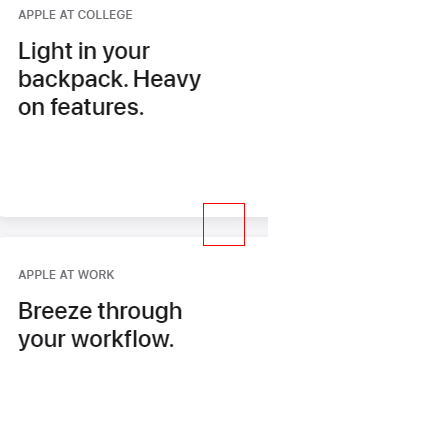 APPLE AT COLLEGE
Light in your
backpack. Heavy
on features.
APPLE AT WORK
Breeze through
your workflow.